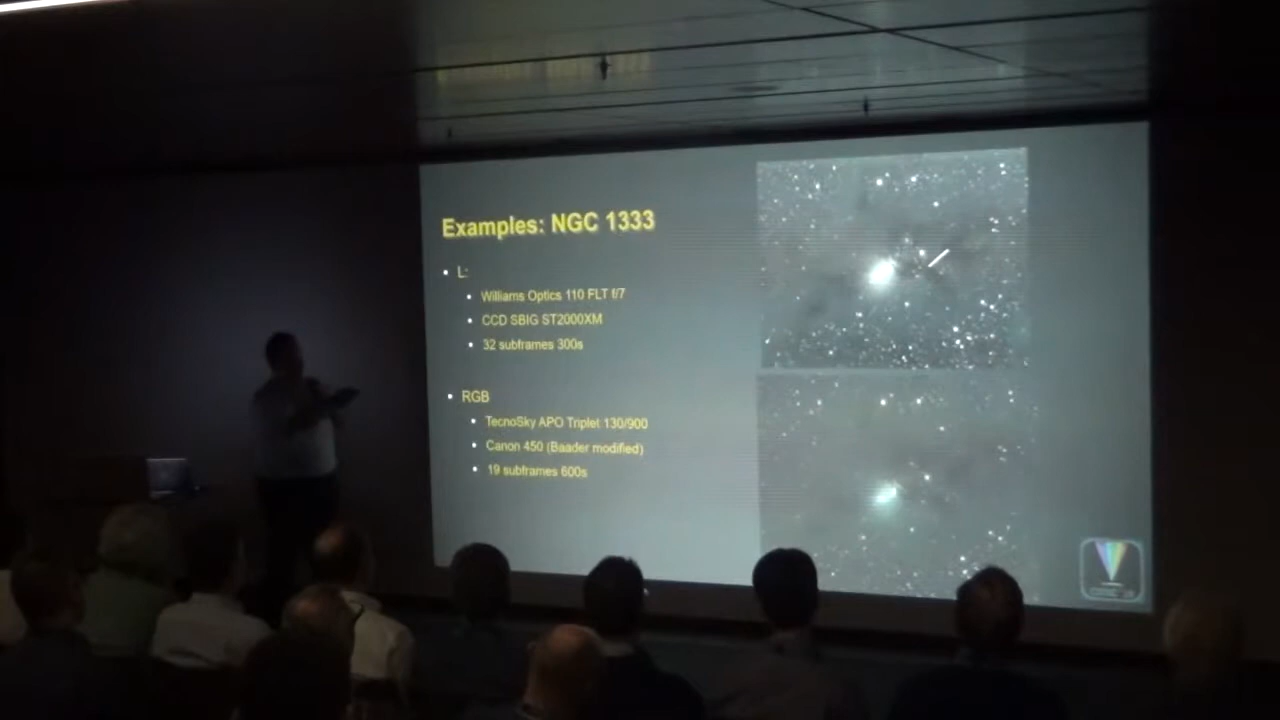 Examples: NGC 1333
L:
Williams Optics 110 FLT f/7
CCD SBIG ST2000XM
32 subframes 300s
RGB
TecnoSky APO Triplet 130/900
Canon 450 (Baader modified)
19 subframes 600s